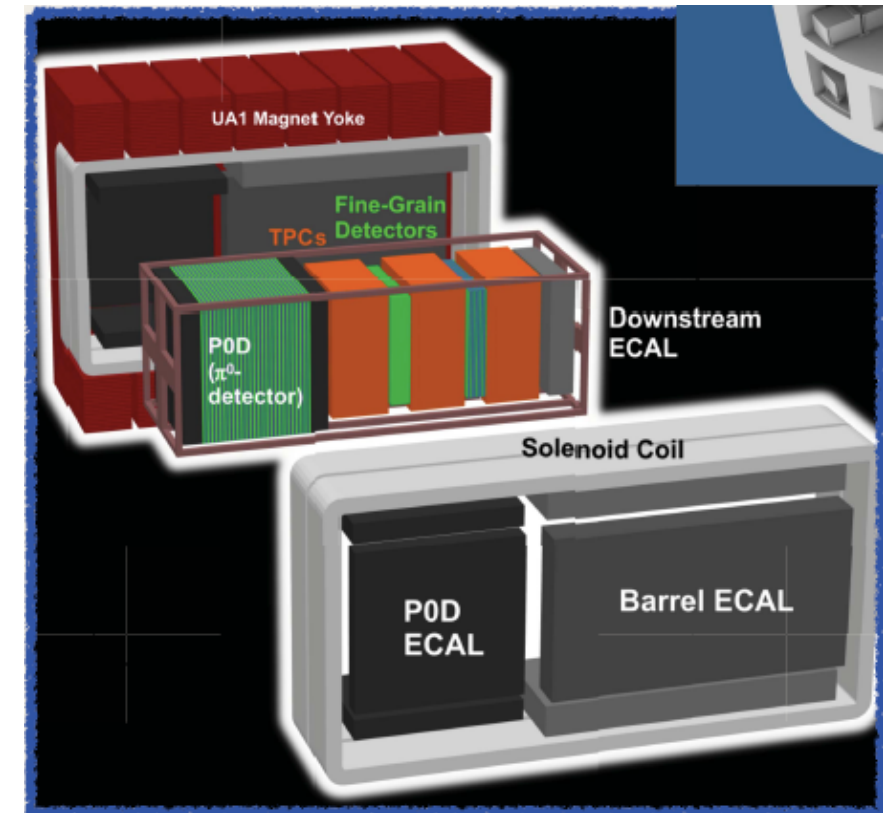 UA1 Magnet Yoke
Fine-Grain
TPCs Detectors
Downstream
ECAL
P0D
(π⁰-
detector)
Solenoid Coil
P0D
ECAL
Barrel ECAL